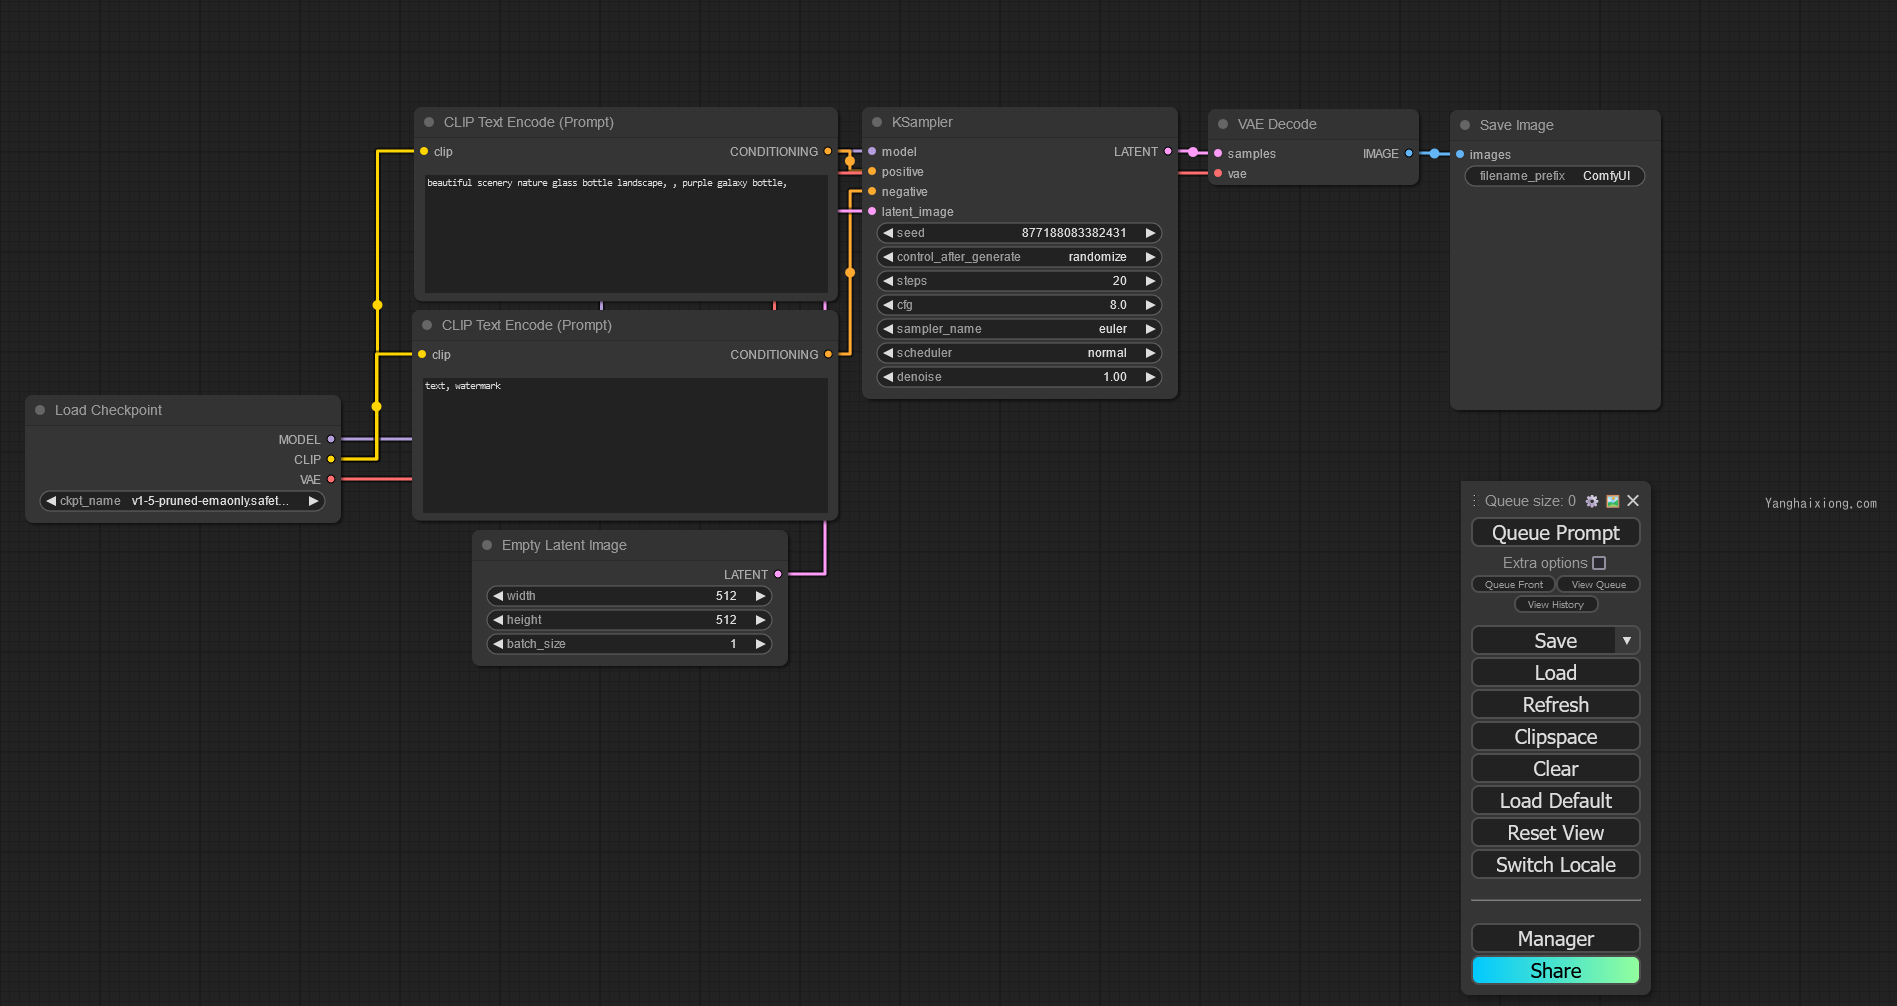 CLIP Text Encode (Prompt)
clip
CONDITIONING
beautiful scenery nature glass bottle landscape, , purple galaxy bottle,
CLIP Text Encode (Prompt)
clip
CONDITIONING
text, watermark
Load Checkpoint
MODEL
CLIP
VAE
ckpt_name v1-5-pruned-emaonly.safet...
Empty Latent Image
LATENT
width 512
height 512
batch_size 1
KSampler
model LATENT
positive
negative
latent_image
seed 877188083382431
control_after_generate randomize
steps 20
cfg 8.0
sampler_name euler
scheduler normal
denoise 1.00
VAE Decode
samples IMAGE
vae
Save Image
images
filename_prefix ComfyUI
Queue size: 0
Queue Prompt
Extra options
Queue Front View Queue
View History
Save
Load
Refresh
Clipspace
Clear
Load Default
Reset View
Switch Locale
Manager
Share
Yanghaixiong.com